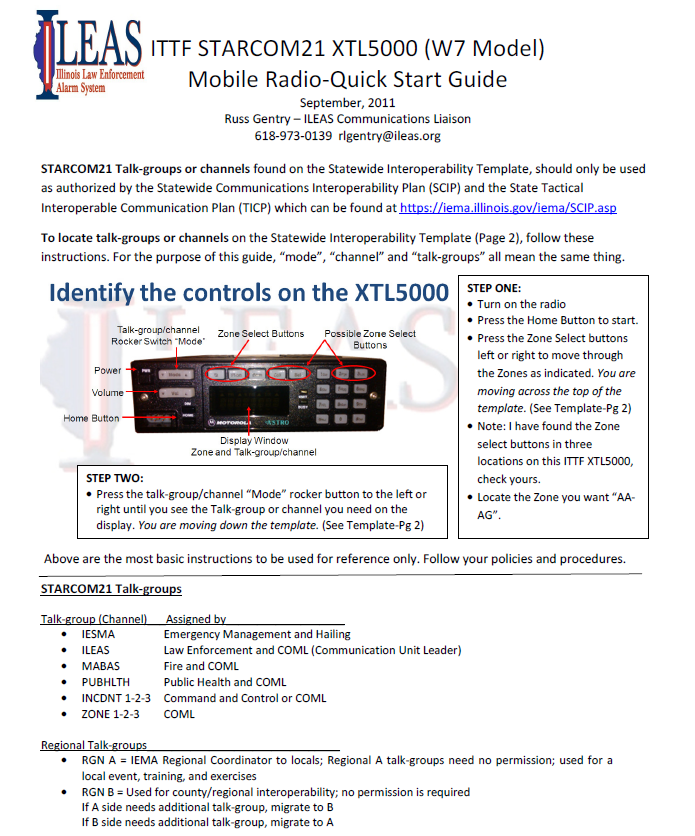 ILEAS
Illinois Law Enforcement
Alarm System
ITTF STARCOM21 XTL5000 (W7 Model)
Mobile Radio-Quick Start Guide
September, 2011
Russ Gentry – ILEAS Communications Liaison
618-973-0139 rlgentry@ileas.org
STARCOM21 Talk-groups or channels found on the Statewide Interoperability Template, should only be used
as authorized by the Statewide Communications Interoperability Plan (SCIP) and the State Tactical
Interoperable Communication Plan (TICP) which can be found at https://iema.illinois.gov/iema/SCIP.asp
To locate talk-groups or channels on the Statewide Interoperability Template (Page 2), follow these
instructions. For the purpose of this guide, “mode”, “channel” and “talk-groups” all mean the same thing.
Identify the controls on the XTL5000
Talk-group/channel
Rocker Switch “Mode”
Zone Select Buttons
Possible Zone Select
Buttons
Power
Volume
Home Button
PWR
HOME
MOTOROLA
ASTRO
Display Window
Zone and Talk-group/channel
STEP ONE:
• Turn on the radio
• Press the Home Button to start.
• Press the Zone Select buttons
left or right to move through
the Zones as indicated. You are
moving across the top of the
template. (See Template-Pg 2)
• Note: I have found the Zone
select buttons in three
locations on this ITTF XTL5000,
check yours.
• Locate the Zone you want “AA-
AG”.
STEP TWO:
• Press the talk-group/channel “Mode” rocker button to the left or
right until you see the Talk-group or channel you need on the
display. You are moving down the template. (See Template-Pg 2)
Above are the most basic instructions to be used for reference only. Follow your policies and procedures.
STARCOM21 Talk-groups
Talk-group (Channel) Assigned by
• IESMA Emergency Management and Hailing
• ILEAS Law Enforcement and COML (Communication Unit Leader)
• MABAS Fire and COML
• PUBHLTH Public Health and COML
• INCDNT 1-2-3 Command and Control or COML
• ZONE 1-2-3 COML
Regional Talk-groups
• RGN A = IEMA Regional Coordinator to locals; Regional A talk-groups need no permission; used for a
local event, training, and exercises
• RGN B = Used for county/regional interoperability; no permission is required
If A side needs additional talk-group, migrate to B
If B side needs additional talk-group, migrate to A